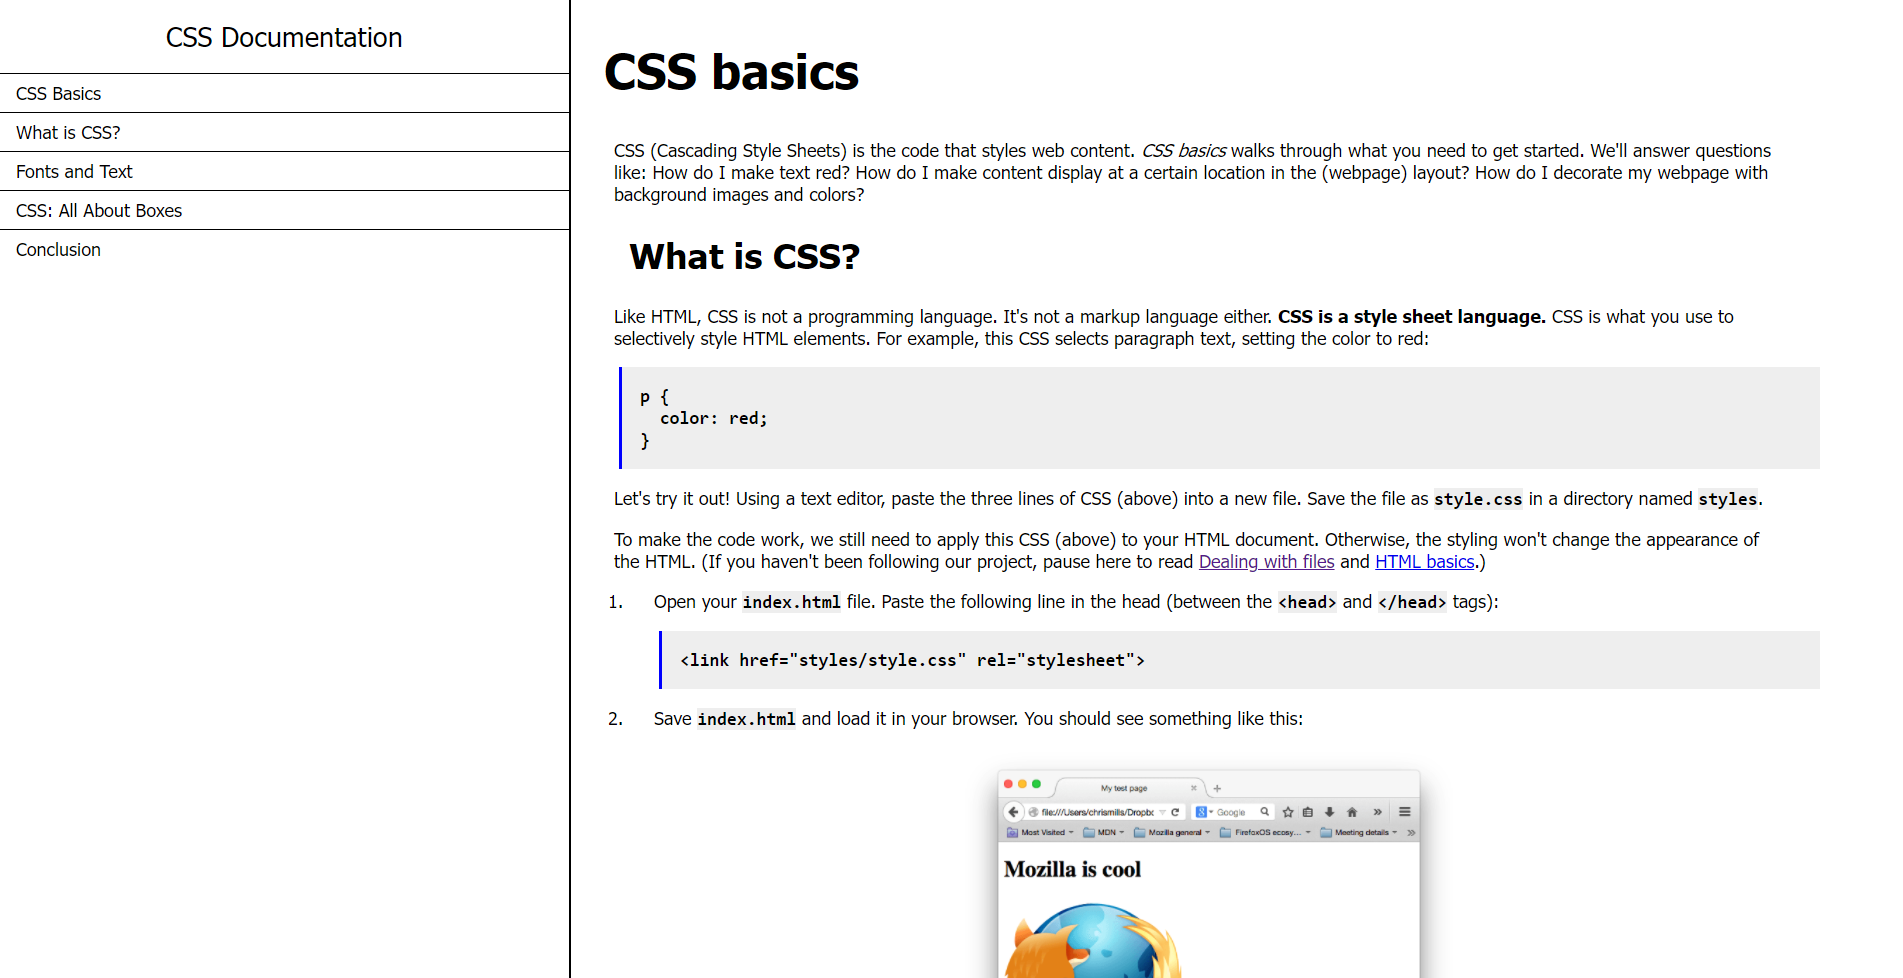 CSS Documentation
CSS Basics
What is CSS?
Fonts and Text
CSS: All About Boxes
Conclusion
CSS basics
CSS (Cascading Style Sheets) is the code that styles web content. CSS basics walks through what you need to get started. We'll answer questions
like: How do I make text red? How do I make content display at a certain location in the (webpage) layout? How do I decorate my webpage with
background images and colors?
What is CSS?
Like HTML, CSS is not a programming language. It's not a markup language either. CSS is a style sheet language. CSS is what you use to
selectively style HTML elements. For example, this CSS selects paragraph text, setting the color to red:
p {
  color: red;
}
Let's try it out! Using a text editor, paste the three lines of CSS (above) into a new file. Save the file as style.css in a directory named styles.
To make the code work, we still need to apply this CSS (above) to your HTML document. Otherwise, the styling won't change the appearance of
the HTML. (If you haven't been following our project, pause here to read Dealing with files and HTML basics.)
1. Open your index.html file. Paste the following line in the head (between the <head> and </head> tags):
<link href="styles/style.css" rel="stylesheet">
2. Save index.html and load it in your browser. You should see something like this:
My test page
file:///Users/chrismills/Dropbo Google
Most Visited MDN Mozilla general FirefoxOS ecosy... Meeting details
Mozilla is cool